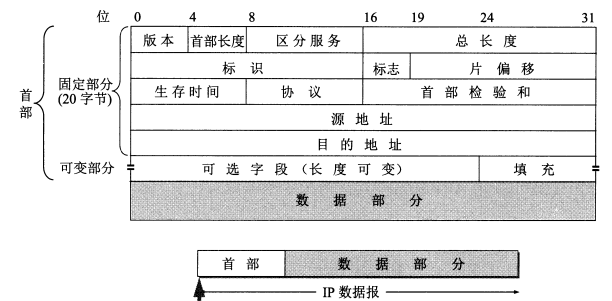 位 0 4 8 16 19 24 31
版本 首部长度 区分服务 总长度
标识 标志 片偏移
首部 固定部分 (20字节)
生存时间 协议 首部检验和
源地址
目的地址
可变部分 可选字段（长度可变） 填充
数据部分
首部 数据部分
IP 数据报